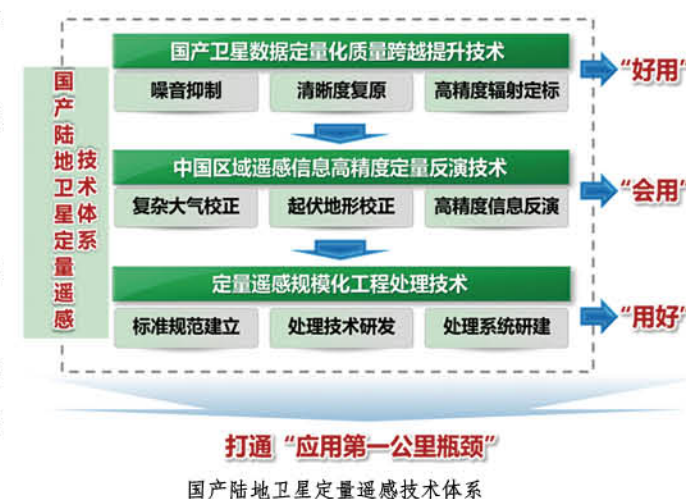 国产陆地卫星定量遥感
技术体系
国产卫星数据定量化质量跨越提升技术
噪音抑制 清晰度复原 高精度辐射定标
“好用”
中国区域遥感信息高精度定量反演技术
复杂大气校正 起伏地形校正 高精度信息反演
“会用”
定量遥感规模化工程处理技术
标准规范建立 处理技术研发 处理系统研建
“用好”
打通“应用第一公里瓶颈”
国产陆地卫星定量遥感技术体系